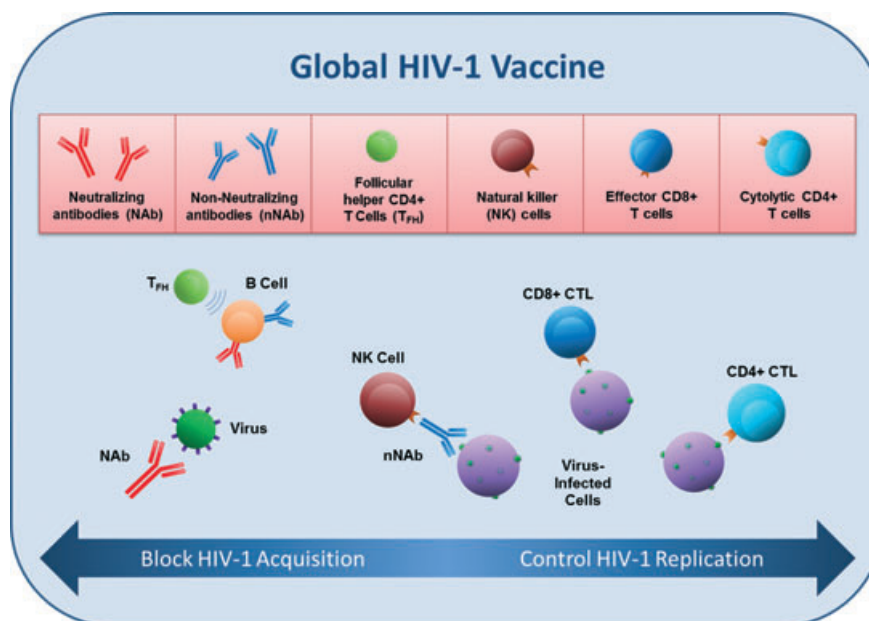 Global HIV-1 Vaccine
Neutralizing
antibodies (NAb)
Non-Neutralizing
antibodies (nNAb)
Follicular
helper CD4+
T Cells (TFH)
Natural killer
(NK) cells
Effector CD8+
T cells
Cytolytic CD4+
T cells
TFH
B Cell
CD8+ CTL
NK Cell
CD4+ CTL
Virus
NAb
nNAb
Virus-
Infected
Cells
Block HIV-1 Acquisition
Control HIV-1 Replication